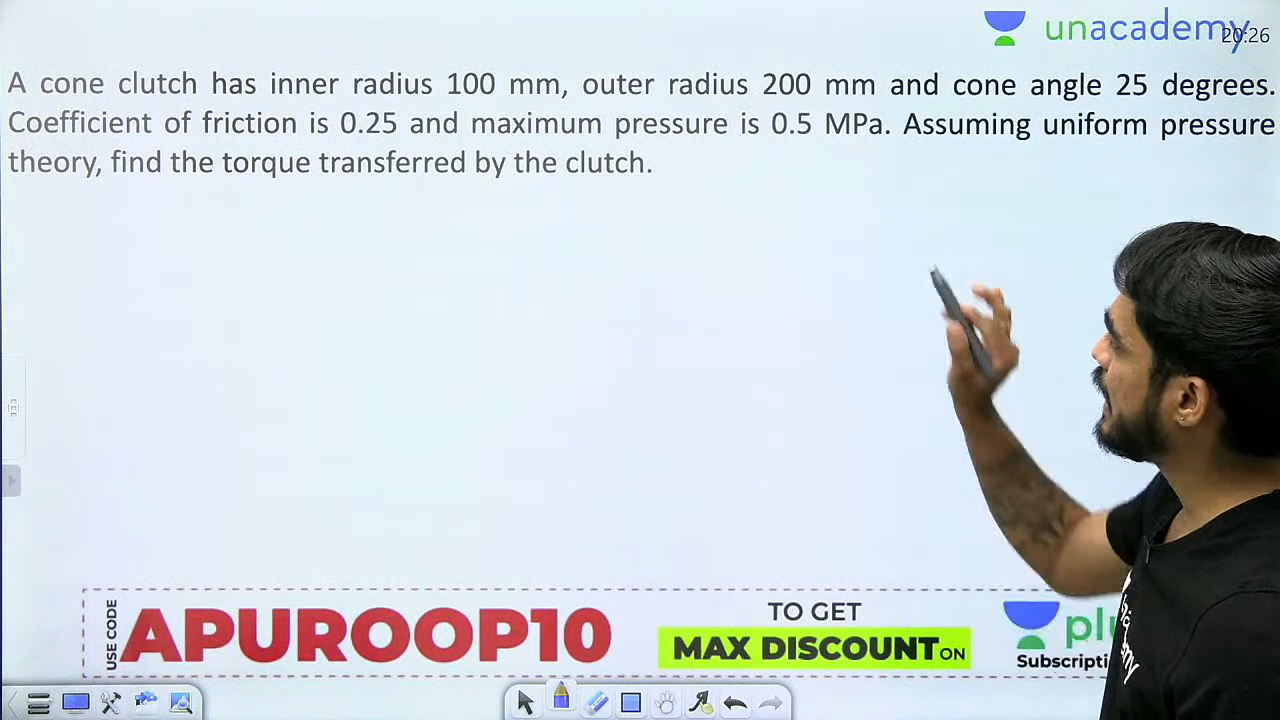 unacademy
20:26
A cone clutch has inner radius 100 mm, outer radius 200 mm and cone angle 25 degrees.
Coefficient of friction is 0.25 and maximum pressure is 0.5 MPa. Assuming uniform pressure
theory, find the torque transferred by the clutch.
USE CODE
APUROOP10
TO GET
MAX DISCOUNT ON
plu
Subscripti